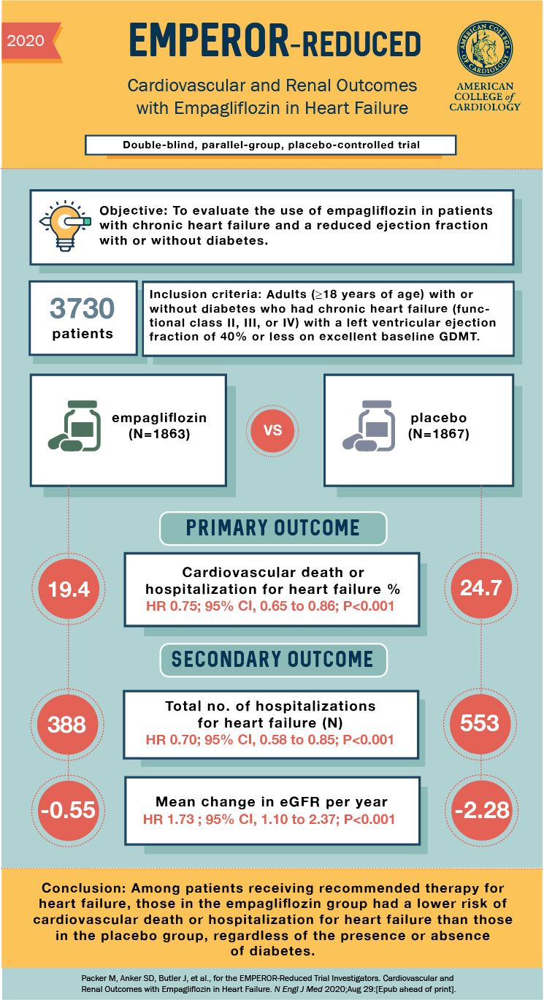 2020
EMPEROR-REDUCED
Cardiovascular and Renal Outcomes
with Empagliflozin in Heart Failure
AMERICAN COLLEGE OF CARDIOLOGY
AMERICAN
COLLEGE of
CARDIOLOGY
Double-blind, parallel-group, placebo-controlled trial
Objective: To evaluate the use of empagliflozin in patients
with chronic heart failure and a reduced ejection fraction
with or without diabetes.
3730
patients
Inclusion criteria: Adults (≥18 years of age) with or
without diabetes who had chronic heart failure (func-
tional class II, III, or IV) with a left ventricular ejection
fraction of 40% or less on excellent baseline GDMT.
empagliflozin
(N=1863)
VS
placebo
(N=1867)
PRIMARY OUTCOME
19.4
Cardiovascular death or
hospitalization for heart failure %
HR 0.75; 95% CI, 0.65 to 0.86; P<0.001
24.7
SECONDARY OUTCOME
388
Total no. of hospitalizations
for heart failure (N)
HR 0.70; 95% CI, 0.58 to 0.85; P<0.001
553
-0.55
Mean change in eGFR per year
HR 1.73 ; 95% CI, 1.10 to 2.37; P<0.001
-2.28
Conclusion: Among patients receiving recommended therapy for
heart failure, those in the empagliflozin group had a lower risk of
cardiovascular death or hospitalization for heart failure than those
in the placebo group, regardless of the presence or absence
of diabetes.
Packer M, Anker SD, Butler J, et al., for the EMPEROR-Reduced Trial Investigators. Cardiovascular and
Renal Outcomes with Empagliflozin in Heart Failure. N Engl J Med 2020;Aug 29:[Epub ahead of print].